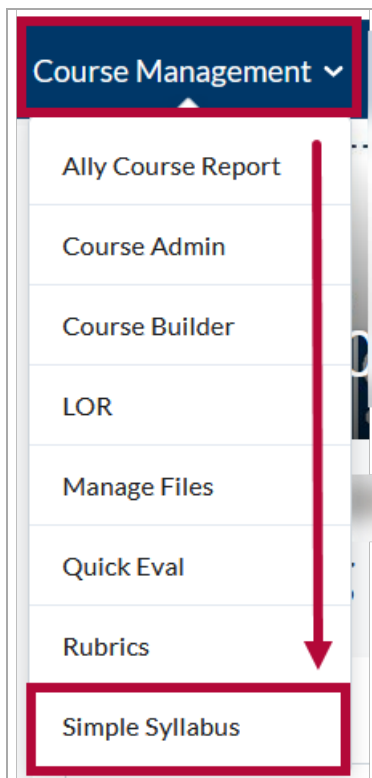 Course Management
Ally Course Report
Course Admin
Course Builder
LOR
Manage Files
Quick Eval
Rubrics
Simple Syllabus